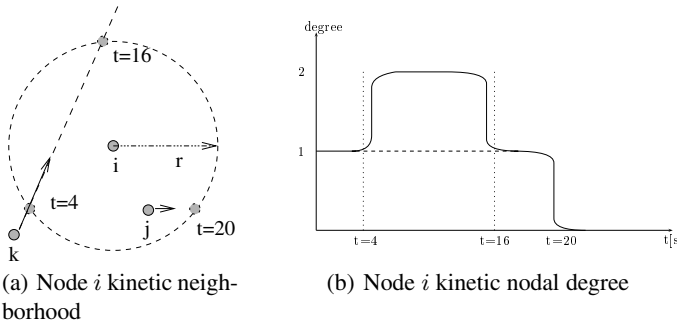 t=16
i
r
t=4
j
t=20
k
(a) Node i kinetic neigh-
borhood
degree
2
1
t=4
t=16
t=20
t[s
(b) Node i kinetic nodal degree